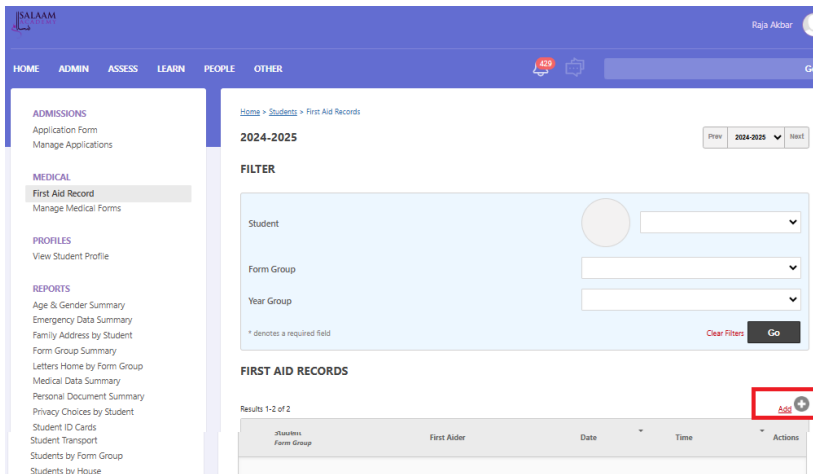 SALAAM
ACADEMY
Raja Akbar
HOME ADMIN ASSESS LEARN PEOPLE OTHER
429
Go
ADMISSIONS
Application Form
Manage Applications
MEDICAL
First Aid Record
Manage Medical Forms
PROFILES
View Student Profile
REPORTS
Age & Gender Summary
Emergency Data Summary
Family Address by Student
Form Group Summary
Letters Home by Form Group
Medical Data Summary
Personal Document Summary
Privacy Choices by Student
Student ID Cards
Student Transport
Students by Form Group
Students by House
Home > Students > First Aid Records
2024-2025
Prev 2024-2025 Next
FILTER
Student
Form Group
Year Group
* denotes a required field
Clear Filters Go
FIRST AID RECORDS
Results 1-2 of 2
Add
Form Group First Aider Date Time Actions